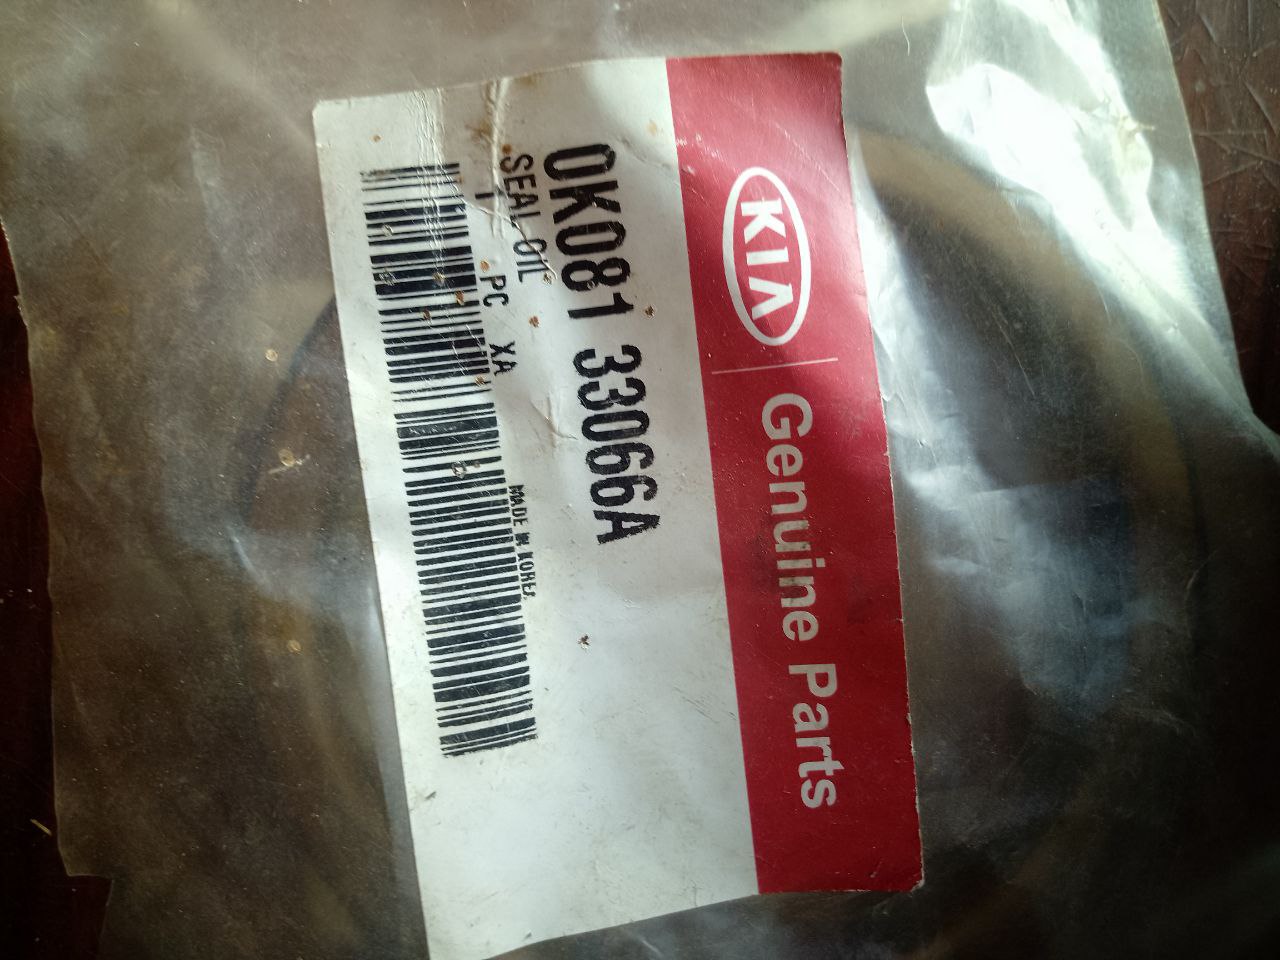 KIA Genuine Parts
0K081 33066A
SEAL-OIL
1 PC XA
MADE IN KOREA